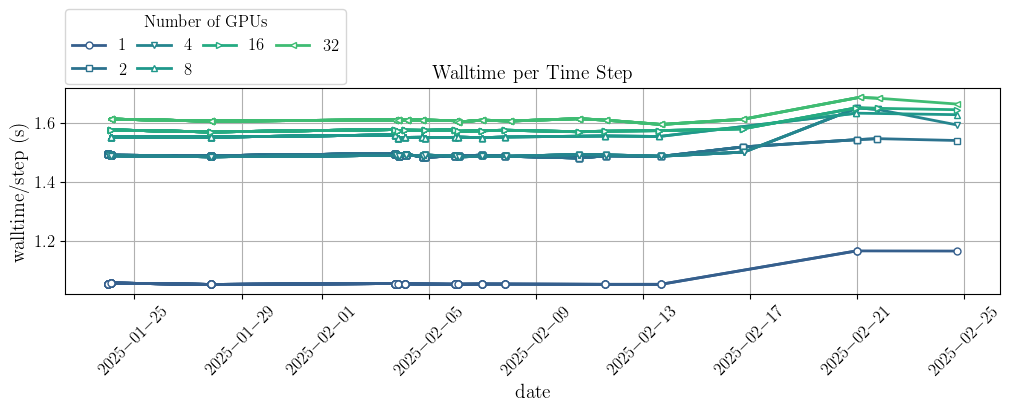 Number of GPUs
1 4 16 32
2 8
Walltime per Time Step
walltime/step (s)
1.6
1.4
1.2
2025−01−25 2025−01−29 2025−02−01 2025−02−05 2025−02−09 2025−02−13 2025−02−17 2025−02−21 2025−02−25
date